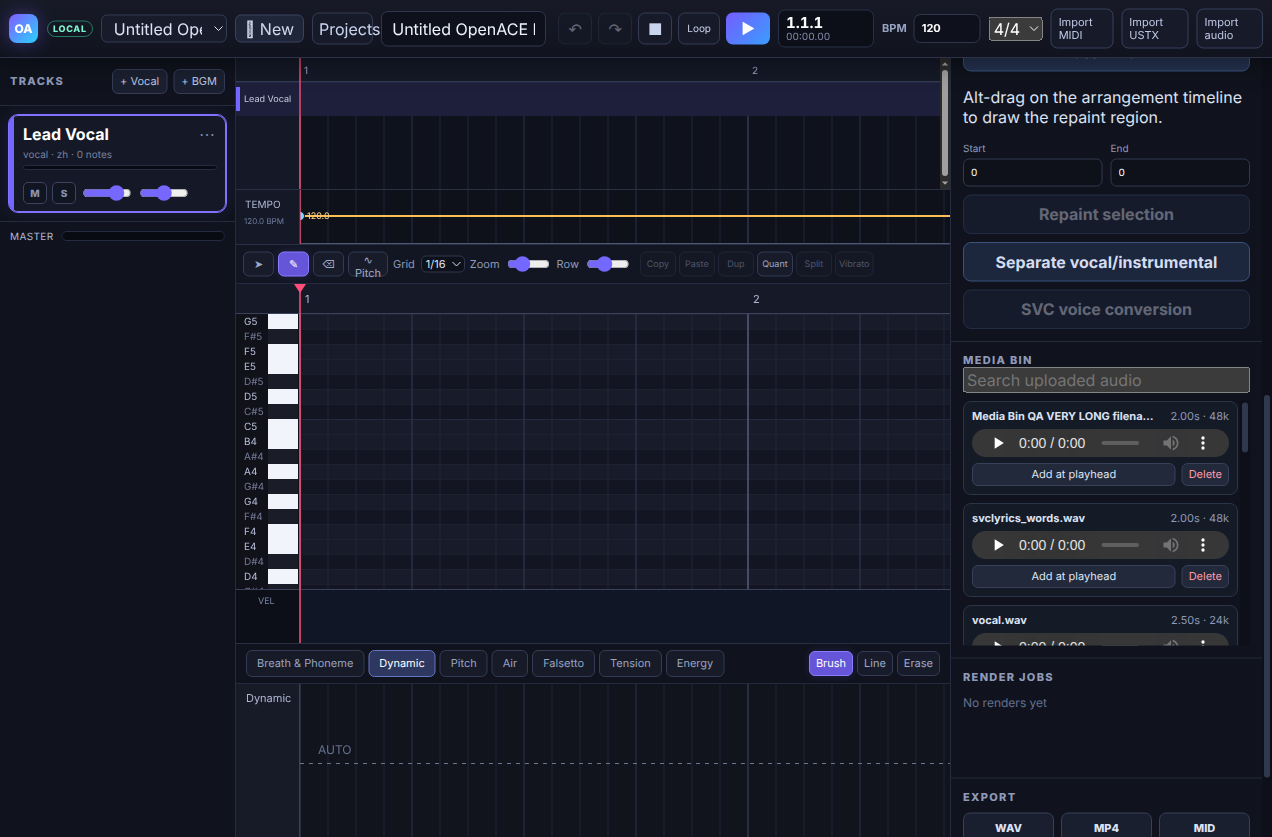 OA
LOCAL
Untitled Ope
New
Projects
Untitled OpenACE
Loop
1.1.1
00:00.00
BPM
120
4/4
Import MIDI
Import USTX
Import audio
TRACKS
+ Vocal
+ BGM
Lead Vocal
vocal · zh · 0 notes
M
S
MASTER
1
2
Lead Vocal
TEMPO
120.0 BPM
120.0
Pitch
Grid
1/16
Zoom
Row
Copy
Paste
Dup
Quant
Split
Vibrato
1
2
G5
F#5
F5
E5
D#5
D5
C#5
C5
B4
A#4
A4
G#4
G4
F#4
F4
E4
D#4
D4
VEL
Breath & Phoneme
Dynamic
Pitch
Air
Falsetto
Tension
Energy
Brush
Line
Erase
Dynamic
AUTO
Alt-drag on the arrangement timeline
to draw the repaint region.
Start
End
0
0
Repaint selection
Separate vocal/instrumental
SVC voice conversion
MEDIA BIN
Search uploaded audio
Media Bin QA VERY LONG filena...
2.00s · 48k
0:00 / 0:00
Add at playhead
Delete
svclyrics_words.wav
2.00s · 48k
0:00 / 0:00
Add at playhead
Delete
vocal.wav
2.50s · 24k
0:00 / 0:00
RENDER JOBS
No renders yet
EXPORT
WAV
MP4
MID